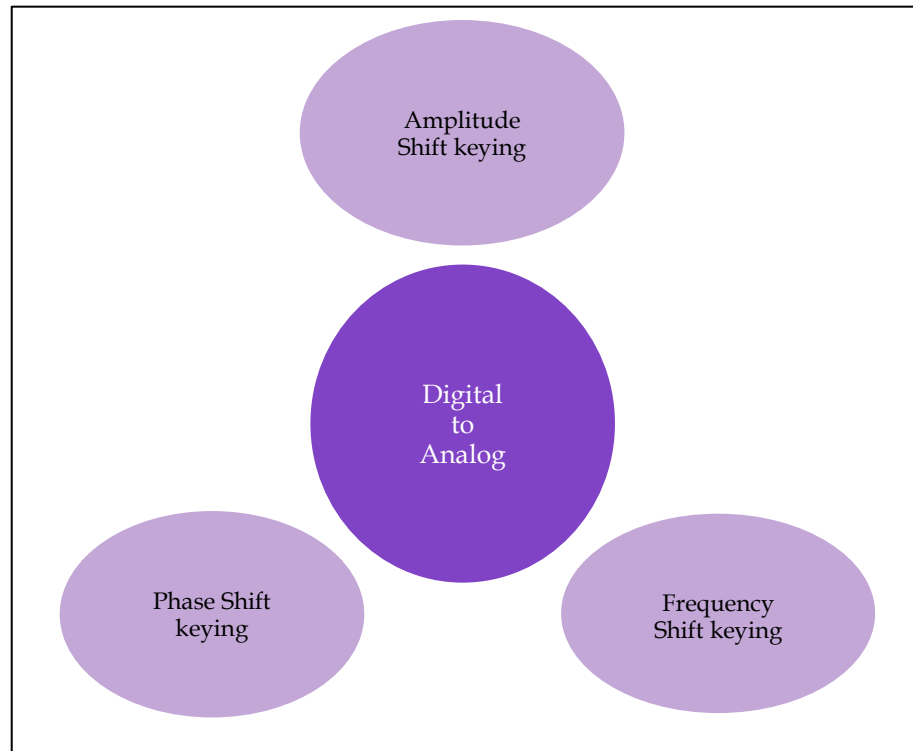 Amplitude
Shift keying
Digital
to
Analog
Phase Shift
keying
Frequency
Shift keying